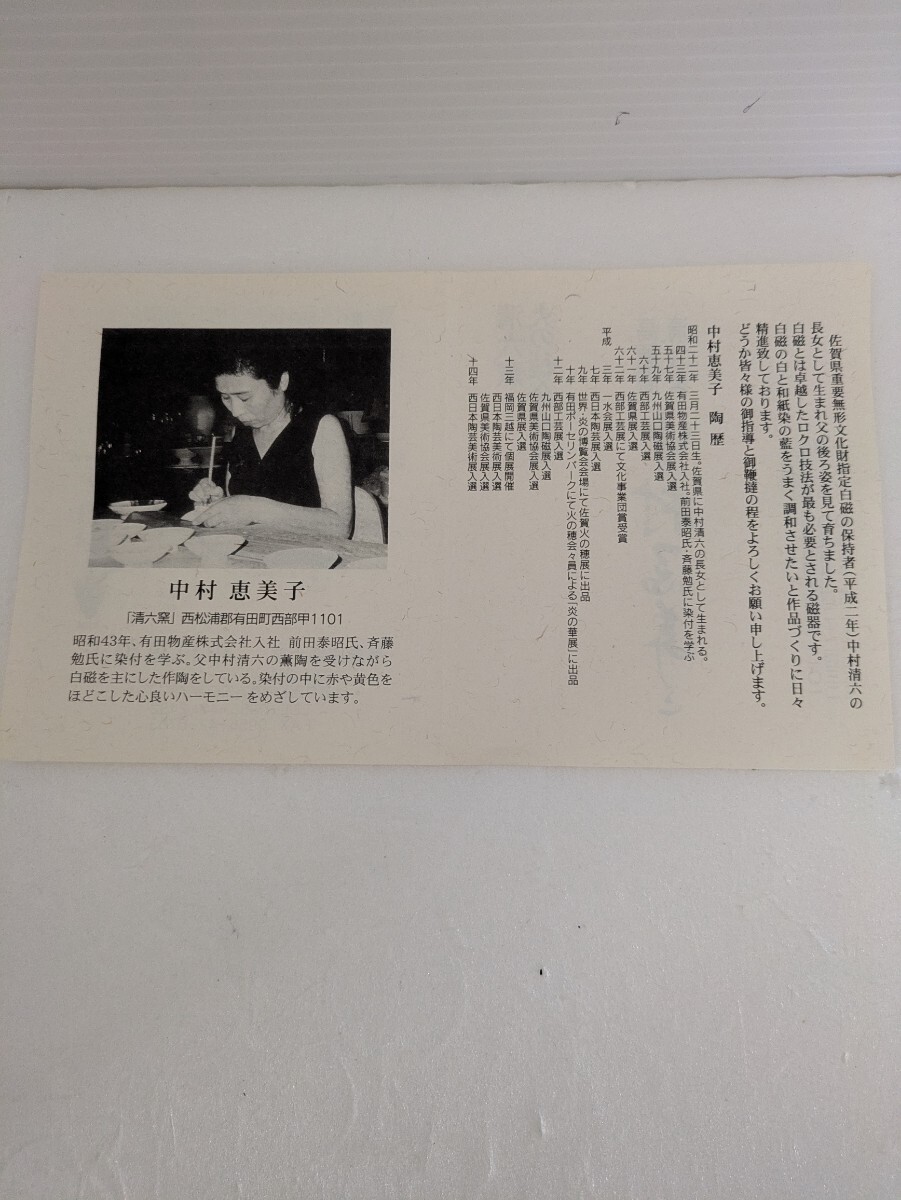 佐賀県重要無形文化財指定白磁の保持者(平成二年)中村清六の
長女として生まれ父の後ろ姿を見て育ちました。
白磁とは卓越したロクロ技法が最も必要とされる磁器です。
白磁の白と和紙染の藍をうまく調和させたいと作品づくりに日々
精進致しております。
どうか皆々様の御指導と御鞭撻の程をよろしくお願い申し上げます。
中村恵美子 陶歴
昭和二十二年 三月二十三日生。佐賀県に中村清六の長女として生まれる。
四十三年 有田物産株式会社入社。前田泰昭氏・斉藤勉氏に染付を学ぶ
五十七年 佐賀県美術協会展入選
五十九年 九州山口陶磁展入選
六十年 西部工芸展入選
六十一年 佐賀県展入選
六十二年 西部工芸展にて文化事業団賞受賞
平成 三年 一水会展入選
七年 西日本陶芸展入選
九年 世界・炎の博覧会会場にて佐賀火の穂展に出品
十年 有田ポーセリンパークにて火の穂会々員による「炎の華展」に出品
十二年 西部工芸展入選
九州山口陶磁展入選
佐賀県美術協会展入選
佐賀県展入選
十三年 福岡三越にて個展開催
西日本陶芸美術展入選
佐賀県美術協会展入選
十四年 西日本陶芸美術展入選
中村 恵美子
「清六窯」西松浦郡有田町西部甲1101
昭和43年、有田物産株式会社入社 前田泰昭氏、斉藤
勉氏に染付を学ぶ。父中村清六の薫陶を受けながら
白磁を主にした作陶をしている。染付の中に赤や黄色を
ほどこした心良いハーモニーをめざしています。